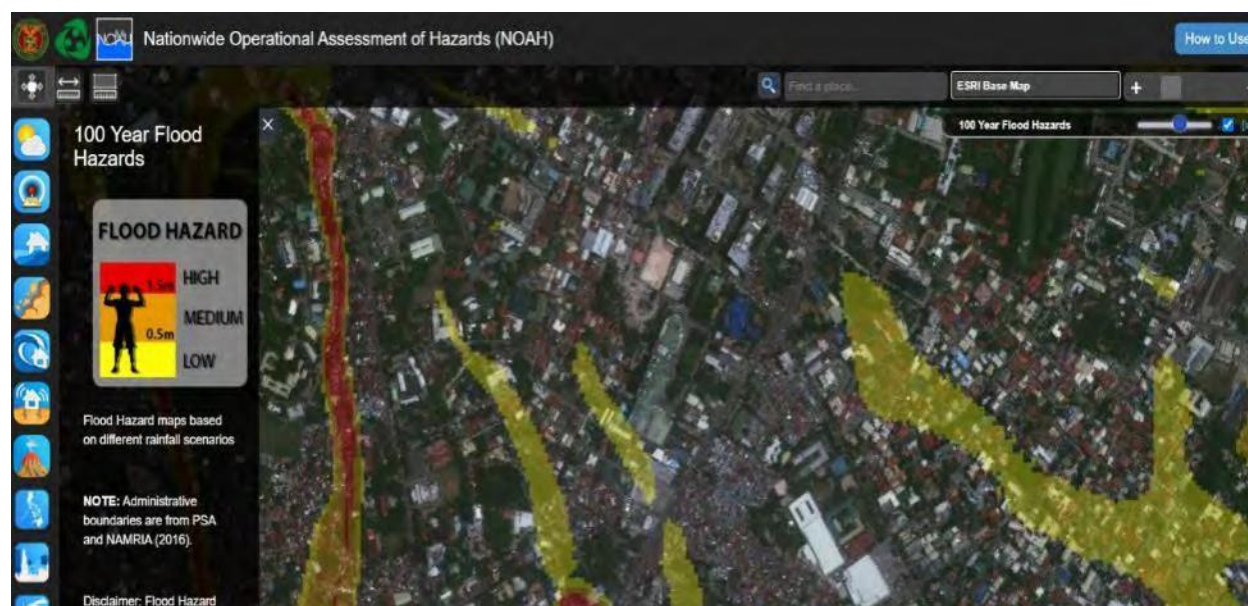 NOAH
Nationwide Operational Assessment of Hazards (NOAH)
How to Use
Find a place...
ESRI Base Map
+
100 Year Flood
Hazards
×
100 Year Flood Hazards
FLOOD HAZARD
HIGH
1.5m
MEDIUM
0.5m
LOW
Flood Hazard maps based
on different rainfall scenarios
NOTE: Administrative
boundaries are from PSA
and NAMRIA (2016).
Disclaimer: Flood Hazard